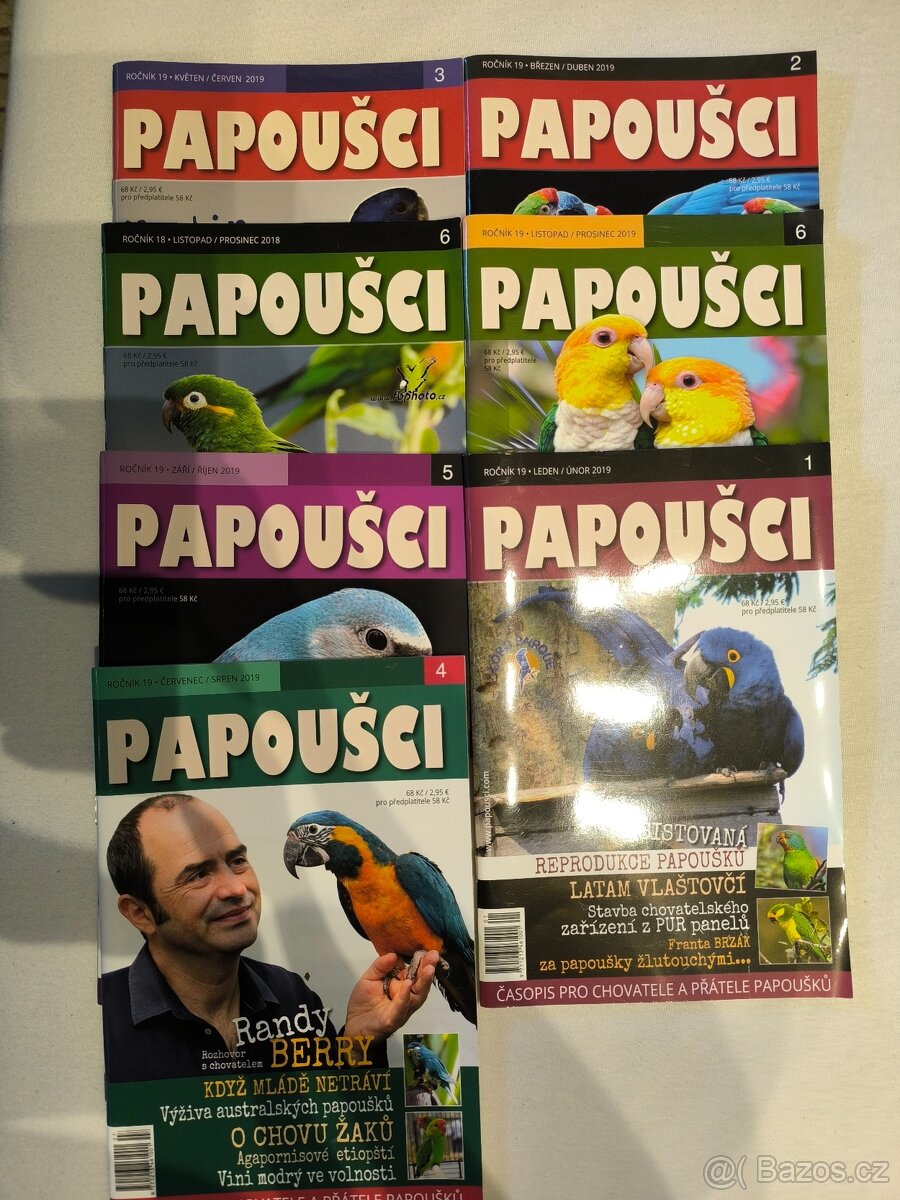 ROČNÍK 19 • KVĚTEN / ČERVEN 2019 3
PAPOUŠCI
68 Kč / 2,95 €
pro předplatitele 58 Kč
ROČNÍK 19 • BŘEZEN / DUBEN 2019 2
PAPOUŠCI
68 Kč / 2,95 €
pro předplatitele 58 Kč
ROČNÍK 18 • LISTOPAD / PROSINEC 2018 6
PAPOUŠCI
68 Kč / 2,95 €
pro předplatitele 58 Kč
ROČNÍK 19 • LISTOPAD / PROSINEC 2019 6
PAPOUŠCI
68 Kč / 2,95 €
pro předplatitele
58 Kč
ROČNÍK 19 • ZÁŘÍ / ŘÍJEN 2019 5
PAPOUŠCI
68 Kč / 2,95 €
pro předplatitele 58 Kč
ROČNÍK 19 • LEDEN / ÚNOR 2019 1
PAPOUŠCI
68 Kč / 2,95 €
pro předplatitele 58 Kč
www.papousci.com
ISTOVANÁ
REPRODUKCE PAPOUŠKŮ
LATAM VLAŠTOVČÍ
Stavba chovatelského
zařízení z PUR panelů
Franta BRZÁK
za papoušky žlutouchými...
ČASOPIS PRO CHOVATELE A PŘÁTELE PAPOUŠKŮ
ROČNÍK 19 • ČERVENEC / SRPEN 2019 4
PAPOUŠCI
68 Kč / 2,95 €
pro předplatitele 58 Kč
Randy
Rozhovor
s chovatelem BERRY
KDYŽ MLÁDĚ NETRÁVÍ
Výživa australských papoušků
O CHOVU ŽAKŮ
Agapornisové etiopští
Vini modrý ve volnosti
VATELE A PŘÁTELE PAPOUŠKŮ
Bazos.cz